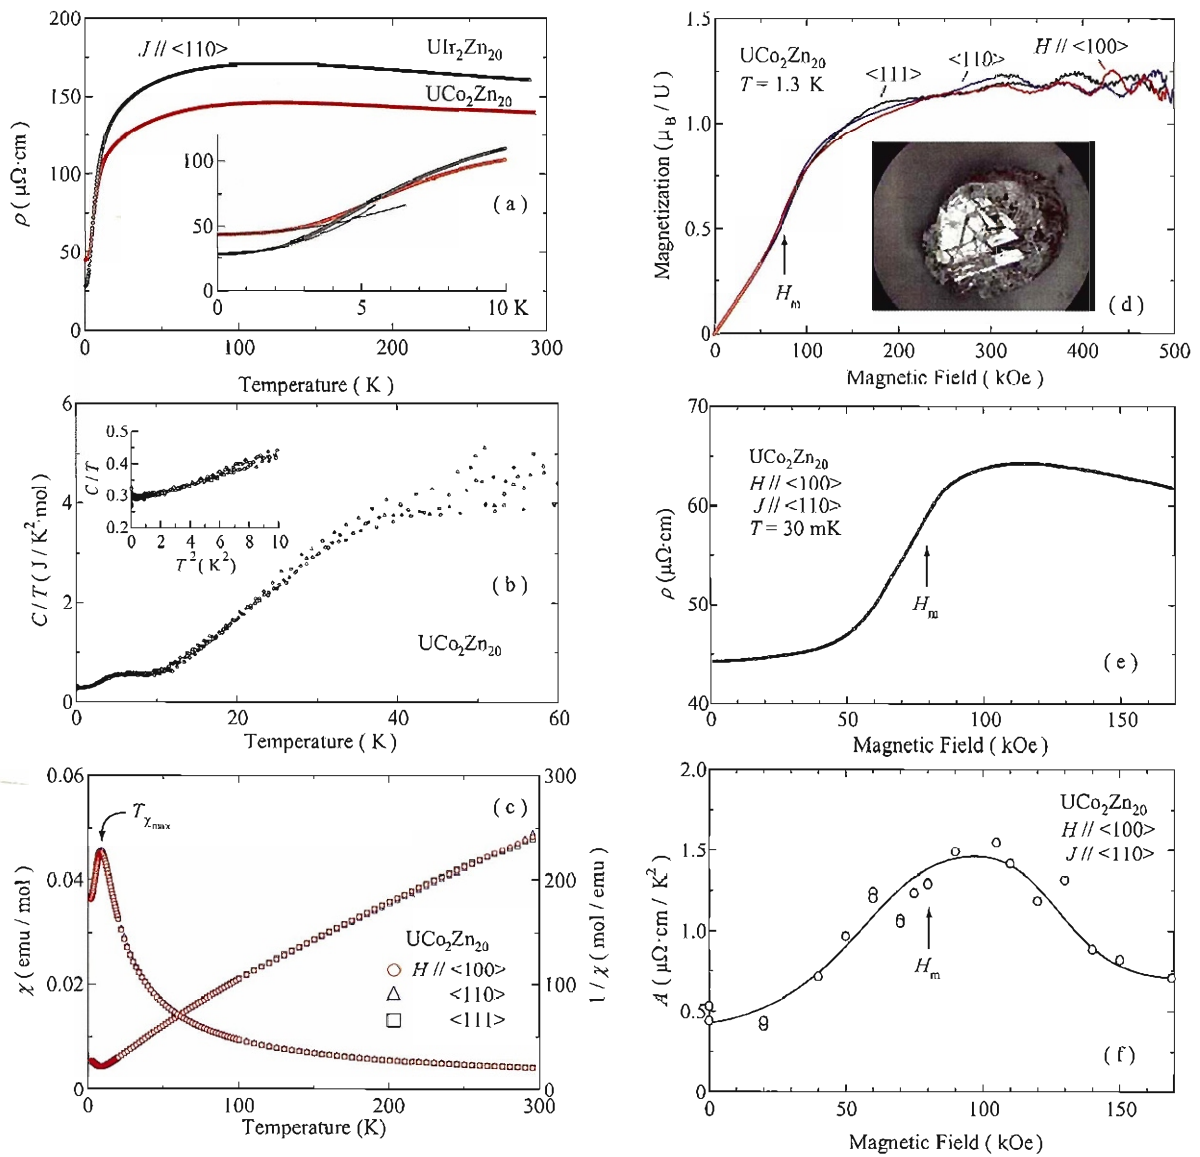 200
150
100
50
0
ρ ( μΩ·cm)
J // <110>
UIr₂Zn₂₀
UCo₂Zn₂₀
100
50
0
0
5
10 K
( a )
0
100
200
300
Temperature ( K )
6
4
2
0
C / T ( J / K²·mol)
0.5
0.4
0.3
0.2
C / T
0
2
4
6
8
10
T² ( K²)
( b )
UCo₂Zn₂₀
0
20
40
60
Temperature ( K )
0.06
0.04
0.02
0
χ ( emu / mol)
Tχmax
( c )
300
200
100
0
1 / χ ( mol / emu)
UCo₂Zn₂₀
H // <100>
<110>
<111>
0
100
200
300
Temperature (K)
1.5
1.0
0.5
0
Magnetization ( μB / U)
UCo₂Zn₂₀
T = 1.3 K
<111>
<110>
H // <100>
Hm
( d )
0
100
200
300
400
500
Magnetic Field ( kOe)
70
60
50
40
ρ (μΩ·cm)
UCo₂Zn₂₀
H // <100>
J // <110>
T = 30 mK
Hm
( e )
0
50
100
150
Magnetic Field ( kOe)
2.0
1.5
1.0
0.5
0
A ( μΩ·cm / K²)
UCo₂Zn₂₀
H // <100>
J // <110>
Hm
( f )
0
50
100
150
Magnetic Field ( kOe)